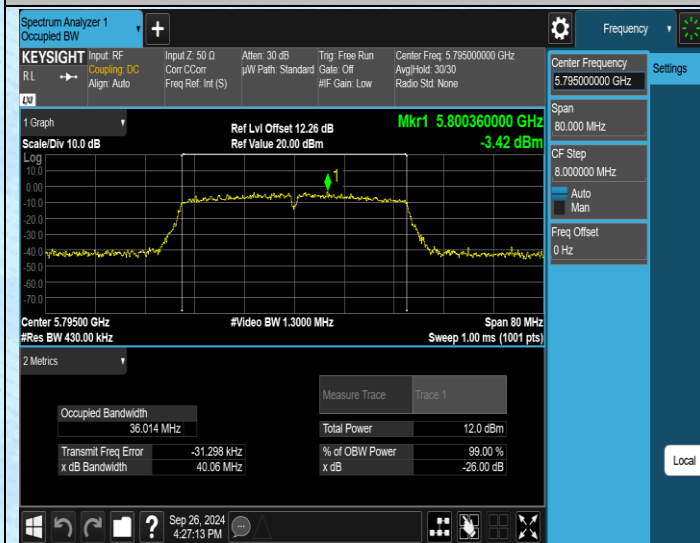 Spectrum Analyzer 1
Occupied BW
Frequency
KEYSIGHT
RL
LXI
Input: RF
Coupling: DC
Align: Auto
Input Z: 50 Ω
Corr CCorr
Freq Ref: Int (S)
Atten: 30 dB
µW Path: Standard
Trig: Free Run
Gate: Off
#IF Gain: Low
Center Freq: 5.795000000 GHz
Avg|Hold: 30/30
Radio Std: None
Center Frequency
5.795000000 GHz
Settings
Span
80.000 MHz
CF Step
8.000000 MHz
Auto
Man
Freq Offset
0 Hz
Local
1 Graph
Scale/Div 10.0 dB
Ref Lvl Offset 12.26 dB
Ref Value 20.00 dBm
Mkr1 5.800360000 GHz
-3.42 dBm
Log
10.0
0.00
-10.0
-20.0
-30.0
-40.0
-50.0
-60.0
-70.0
1
Center 5.79500 GHz
#Res BW 430.00 kHz
#Video BW 1.3000 MHz
Span 80 MHz
Sweep 1.00 ms (1001 pts)
2 Metrics
Measure Trace
Trace 1
Occupied Bandwidth
36.014 MHz
Total Power
12.0 dBm
Transmit Freq Error
-31.298 kHz
% of OBW Power
99.00 %
x dB Bandwidth
40.06 MHz
x dB
-26.00 dB
?
Sep 26, 2024
4:27:13 PM